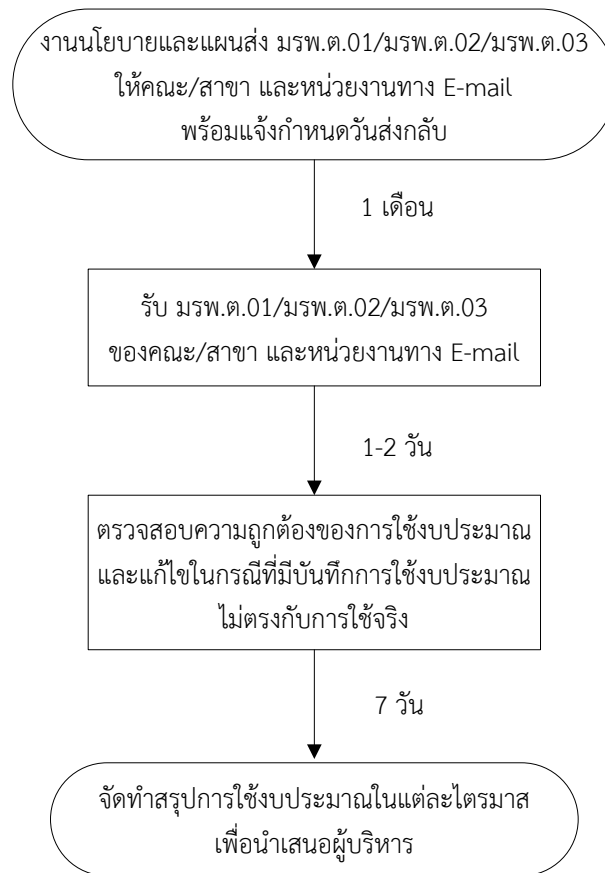 งานนโยบายและแผนส่ง มรพ.ต.01/มรพ.ต.02/มรพ.ต.03
ให้คณะ/สาขา และหน่วยงานทาง E-mail
พร้อมแจ้งกำหนดวันส่งกลับ
1 เดือน
รับ มรพ.ต.01/มรพ.ต.02/มรพ.ต.03
ของคณะ/สาขา และหน่วยงานทาง E-mail
1-2 วัน
ตรวจสอบความถูกต้องของการใช้งบประมาณ
และแก้ไขในกรณีที่มีบันทึกการใช้งบประมาณ
ไม่ตรงกับการใช้จริง
7 วัน
จัดทำสรุปการใช้งบประมาณในแต่ละไตรมาส
เพื่อนำเสนอผู้บริหาร